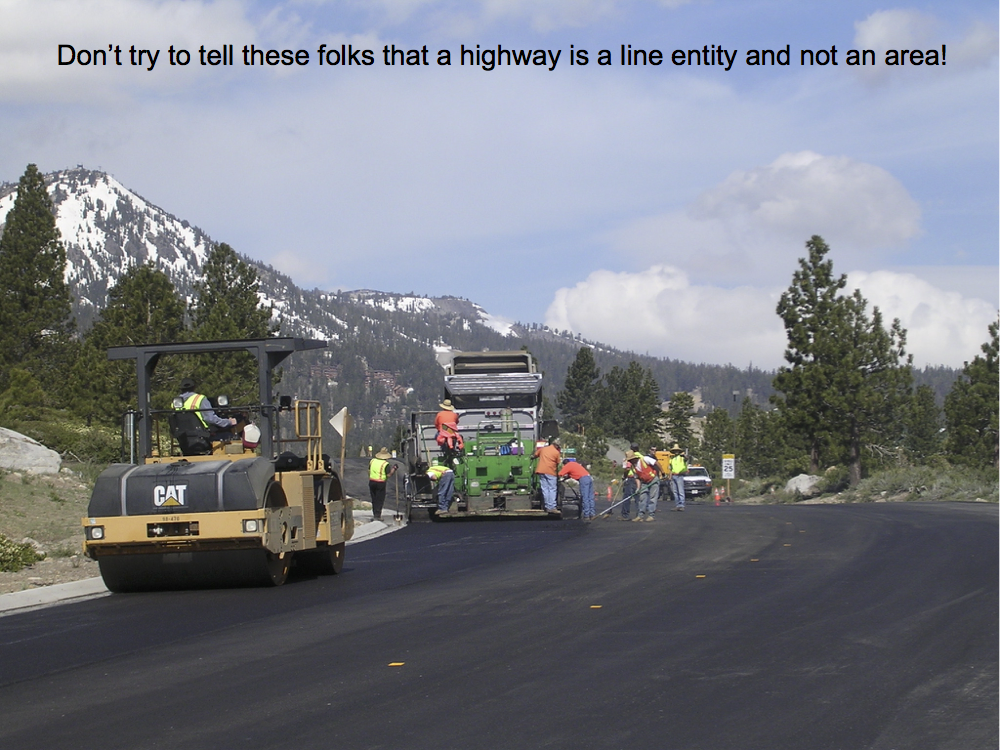 Don’t try to tell these folks that a highway is a line entity and not an area!
CAT
25